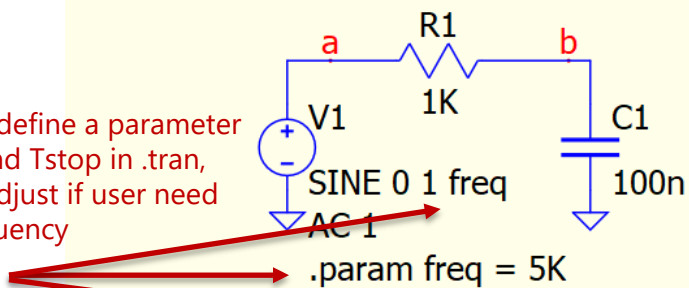 R1
a
b
1K
define a parameter
nd Tstop in .tran,
djust if user need
uency
V1
C1
SINE 0 1 freq
100n
AC 1
.param freq = 5K